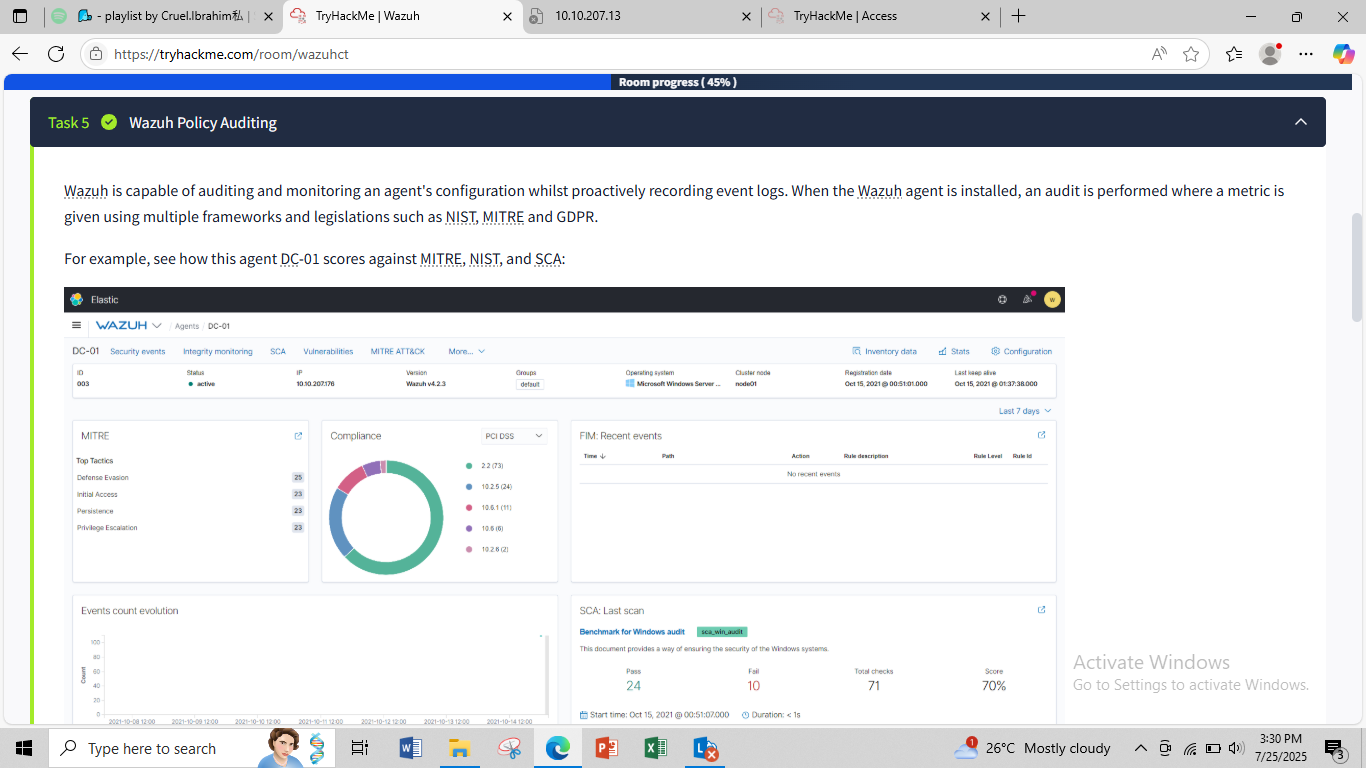 - playlist by Cruel.Ibrahim私 |
TryHackMe | Wazuh
10.10.207.13
TryHackMe | Access
https://tryhackme.com/room/wazuhct
Room progress ( 45% )
Task 5
Wazuh Policy Auditing
Wazuh is capable of auditing and monitoring an agent's configuration whilst proactively recording event logs. When the Wazuh agent is installed, an audit is performed where a metric is
given using multiple frameworks and legislations such as NIST, MITRE and GDPR.
For example, see how this agent DC-01 scores against MITRE, NIST, and SCA:
Elastic
W
WAZUH / Agents / DC-01
DC-01 Security events Integrity monitoring SCA Vulnerabilities MITRE ATT&CK More... Inventory data Stats Configuration
ID Status IP Version Groups Operating system Cluster node Registration date Last keep alive
003 active 10.10.207.176 Wazuh v4.2.3 default Microsoft Windows Server ... node01 Oct 15, 2021 @ 00:51:01.000 Oct 15, 2021 @ 01:37:38.000
Last 7 days
MITRE
Top Tactics
Defense Evasion 25
Initial Access 23
Persistence 23
Privilege Escalation 23
Compliance PCI DSS
2.2 (73)
10.2.5 (24)
10.6.1 (11)
10.6 (6)
10.2.6 (2)
FIM: Recent events
Time Path Action Rule description Rule Level Rule Id
No recent events
Events count evolution
Count
100
80
60
40
20
0
2021-10-08 12:00 2021-10-09 12:00 2021-10-10 12:00 2021-10-11 12:00 2021-10-12 12:00 2021-10-13 12:00 2021-10-14 12:00
SCA: Last scan
Benchmark for Windows audit sca_win_audit
This document provides a way of ensuring the security of the Windows systems.
Pass Fail Total checks Score
24 10 71 70%
Start time: Oct 15, 2021 @ 00:51:07.000 Duration: < 1s
Activate Windows
Go to Settings to activate Windows.
Type here to search
1
26°C Mostly cloudy
3:30 PM
7/25/2025
3